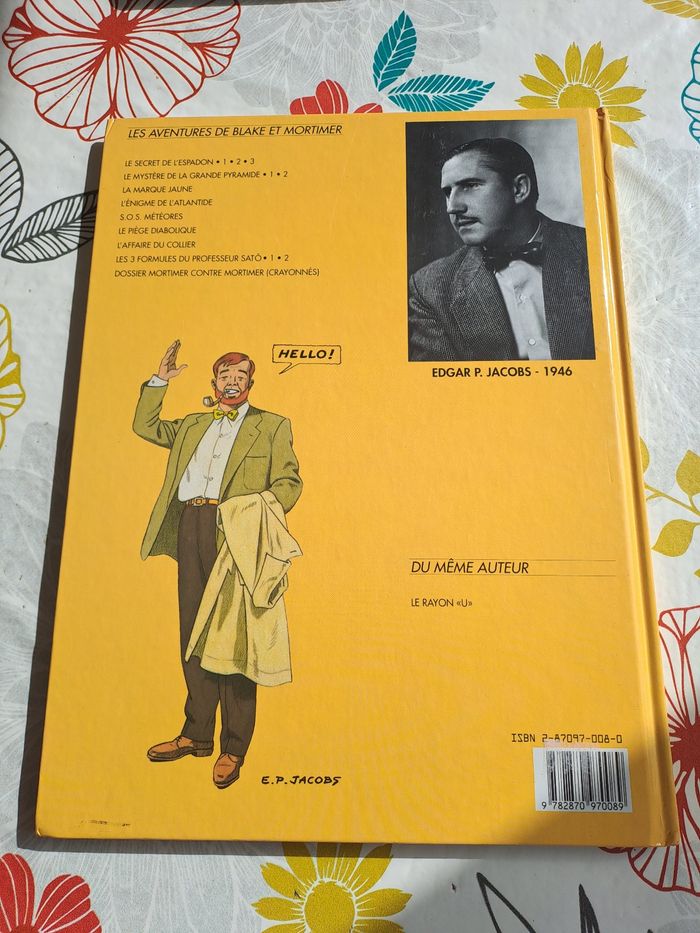 LES AVENTURES DE BLAKE ET MORTIMER
LE SECRET DE L'ESPADON • 1 • 2 • 3
LE MYSTÈRE DE LA GRANDE PYRAMIDE • 1 • 2
LA MARQUE JAUNE
L'ÉNIGME DE L'ATLANTIDE
S.O.S. MÉTÉORES
LE PIÈGE DIABOLIQUE
L'AFFAIRE DU COLLIER
LES 3 FORMULES DU PROFESSEUR SATÔ • 1 • 2
DOSSIER MORTIMER CONTRE MORTIMER (CRAYONNÉS)
EDGAR P. JACOBS - 1946
HELLO!
DU MÊME AUTEUR
LE RAYON «U»
E.P. JACOBS
ISBN 2-87097-008-0
9 782870 970089